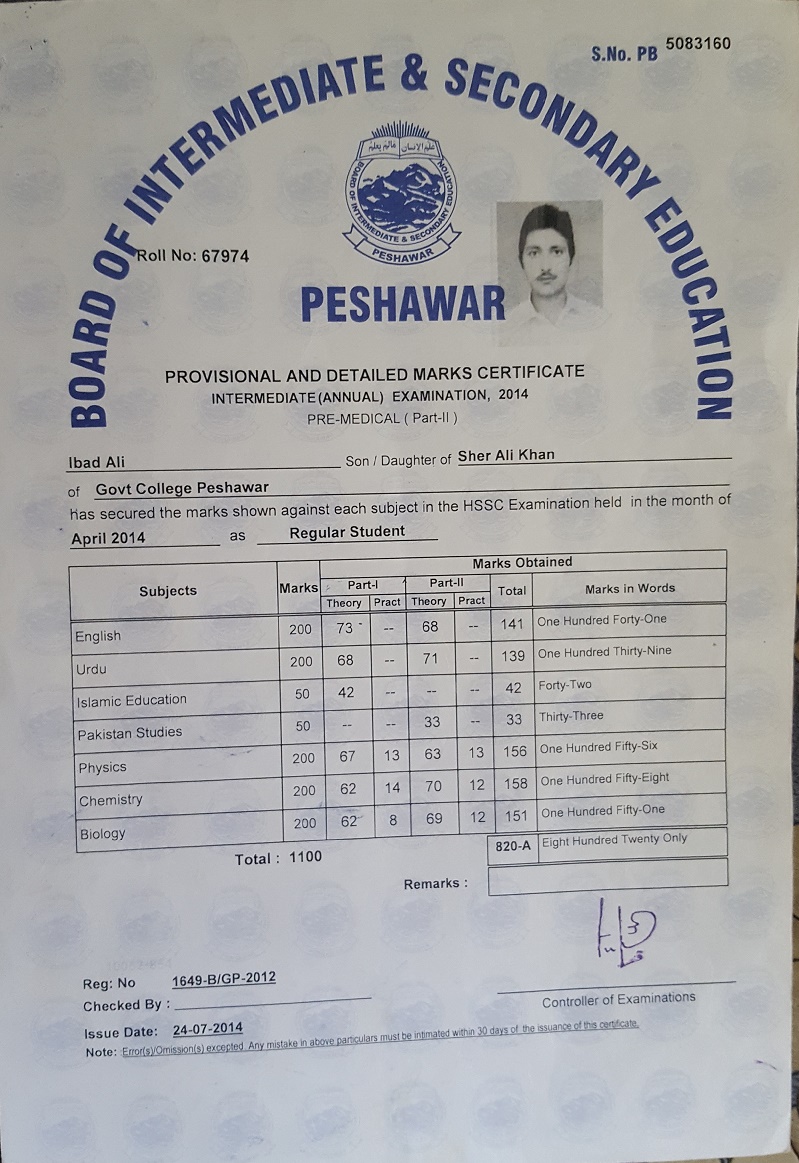 S.No. PB 5083160
BOARD OF INTERMEDIATE & SECONDARY EDUCATION
علم الانسان مالم يعلم
BOARD OF INTERMEDIATE & SECONDARY EDUCATION
PESHAWAR
Roll No: 67974
PESHAWAR
PROVISIONAL AND DETAILED MARKS CERTIFICATE
INTERMEDIATE (ANNUAL) EXAMINATION, 2014
PRE-MEDICAL ( Part-II )
Ibad Ali Son / Daughter of Sher Ali Khan
of Govt College Peshawar
has secured the marks shown against each subject in the HSSC Examination held in the month of
April 2014 as Regular Student
Subjects Marks Marks Obtained
Part-I Part-II Total Marks in Words
Theory Pract Theory Pract
English 200 73 -- 68 -- 141 One Hundred Forty-One
Urdu 200 68 -- 71 -- 139 One Hundred Thirty-Nine
Islamic Education 50 42 -- -- -- 42 Forty-Two
Pakistan Studies 50 -- -- 33 -- 33 Thirty-Three
Physics 200 67 13 63 13 156 One Hundred Fifty-Six
Chemistry 200 62 14 70 12 158 One Hundred Fifty-Eight
Biology 200 62 8 69 12 151 One Hundred Fifty-One
Total : 1100 820-A Eight Hundred Twenty Only
Remarks :
Reg: No 1649-B/GP-2012
Checked By :
Controller of Examinations
Issue Date: 24-07-2014
Note: Error(s)/Omission(s) excepted. Any mistake in above particulars must be intimated within 30 days of the issuance of this certificate.